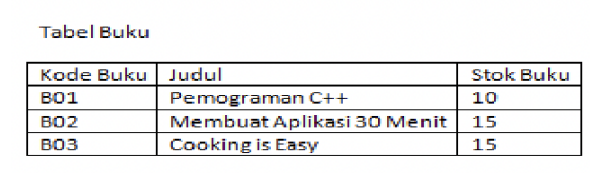 Tabel Buku
Kode Buku Judul Stok Buku
B01 Pemograman C++ 10
B02 Membuat Aplikasi 30 Menit 15
B03 Cooking is Easy 15